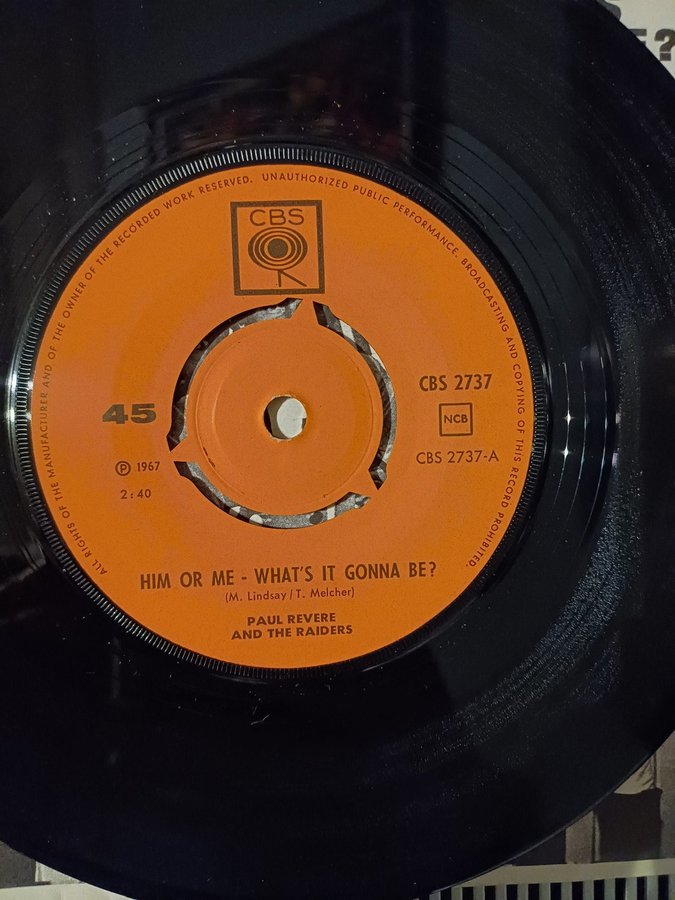 ALL RIGHTS OF THE MANUFACTURER AND OF THE OWNER OF THE RECORDED WORK RESERVED. UNAUTHORIZED PUBLIC PERFORMANCE, BROADCASTING AND COPYING OF THIS RECORD PROHIBITED.
CBS
45
CBS 2737
NCB
CBS 2737-A
Ⓟ 1967
2:40
HIM OR ME - WHAT'S IT GONNA BE?
(M. Lindsay / T. Melcher)
PAUL REVERE
AND THE RAIDERS